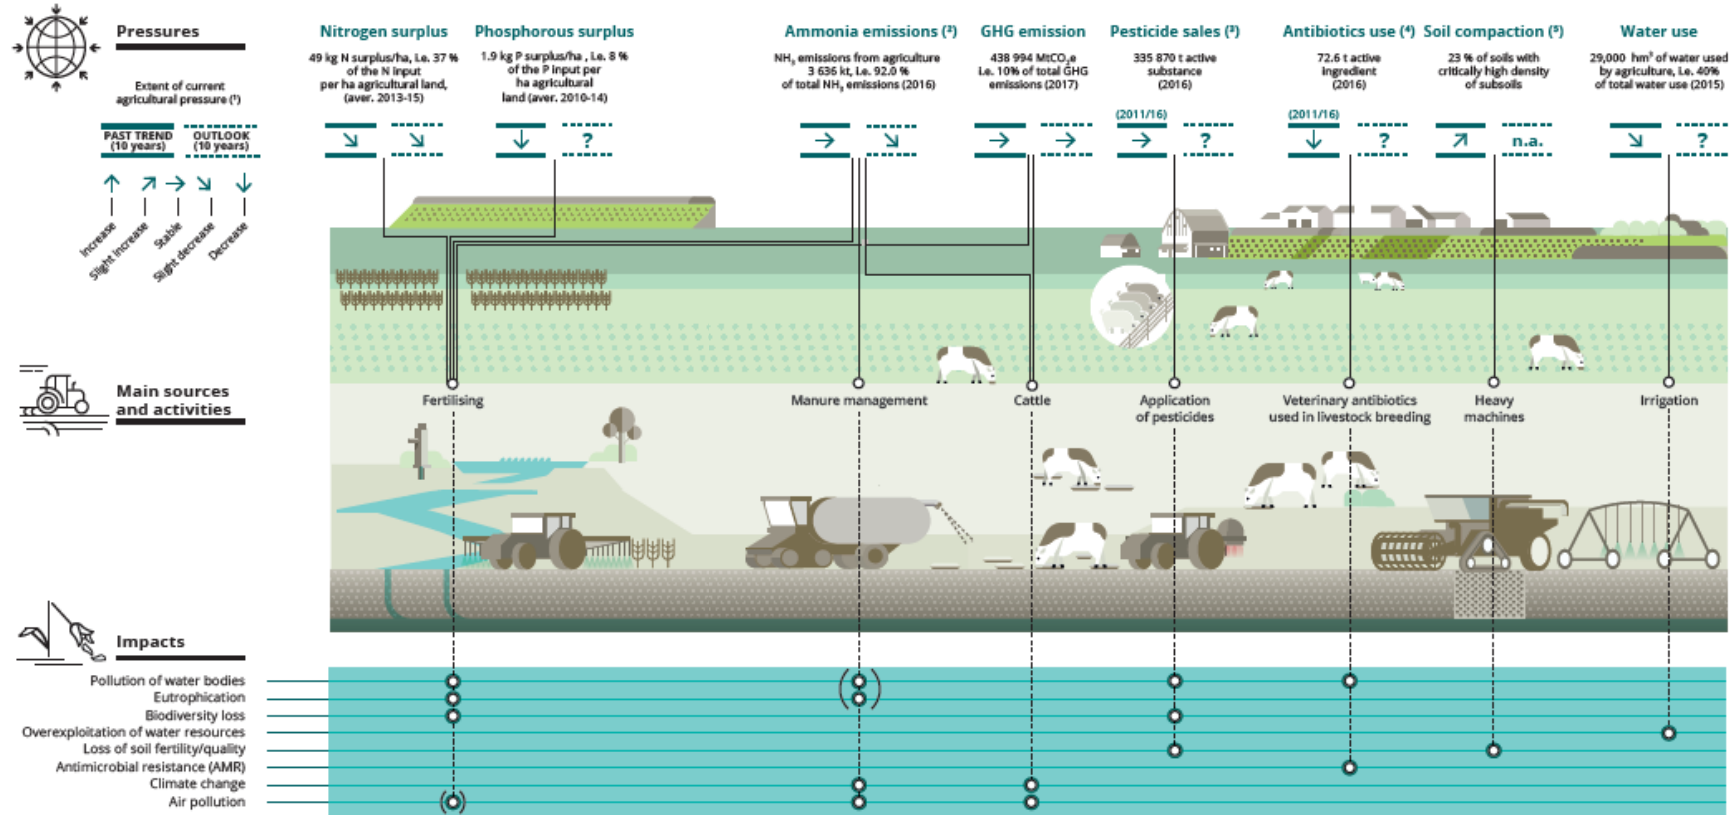 Pressures
Extent of current
agricultural pressure (¹)
PAST TREND
(10 years)
OUTLOOK
(10 years)
Increase
Slight increase
Stable
Slight decrease
Decrease
Nitrogen surplus
49 kg N surplus/ha, i.e. 37 %
of the N input
per ha agricultural land,
(aver. 2013-15)
Phosphorous surplus
1.9 kg P surplus/ha , i.e. 8 %
of the P input per
ha agricultural
land (aver. 2010-14)
?
Ammonia emissions (²)
NH₃ emissions from agriculture
3 636 kt, i.e. 92.0 %
of total NH₃ emissions (2016)
GHG emission
438 994 MtCO₂e
i.e. 10% of total GHG
emissions (2017)
Pesticide sales (³)
335 870 t active
substance
(2016)
(2011/16)
?
Antibiotics use (⁴)
72.6 t active
ingredient
(2016)
(2011/16)
?
Soil compaction (⁵)
23 % of soils with
critically high density
of subsoils
n.a.
Water use
29,000 hm³ of water used
by agriculture, i.e. 40%
of total water use (2015)
?
Main sources
and activities
Fertilising
Manure management
Cattle
Application
of pesticides
Veterinary antibiotics
used in livestock breeding
Heavy
machines
Irrigation
Impacts
Pollution of water bodies
Eutrophication
Biodiversity loss
Overexploitation of water resources
Loss of soil fertility/quality
Antimicrobial resistance (AMR)
Climate change
Air pollution